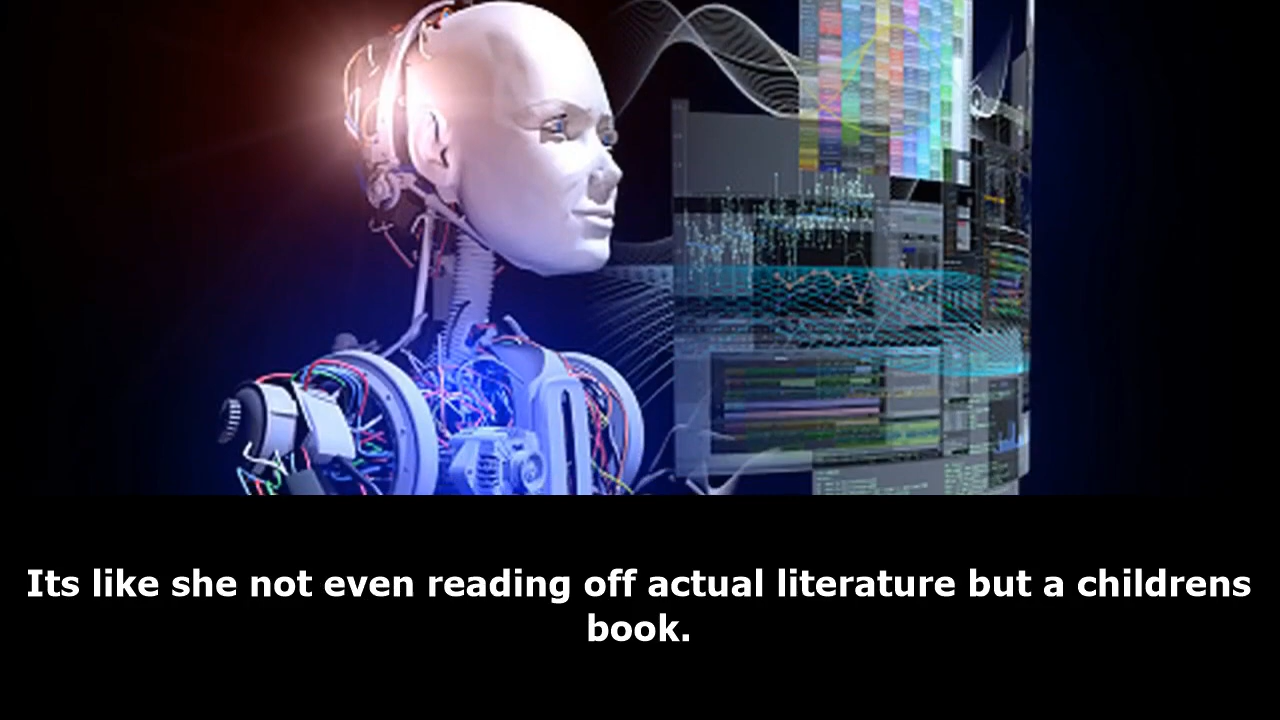 Its like she not even reading off actual literature but a childrens
book.